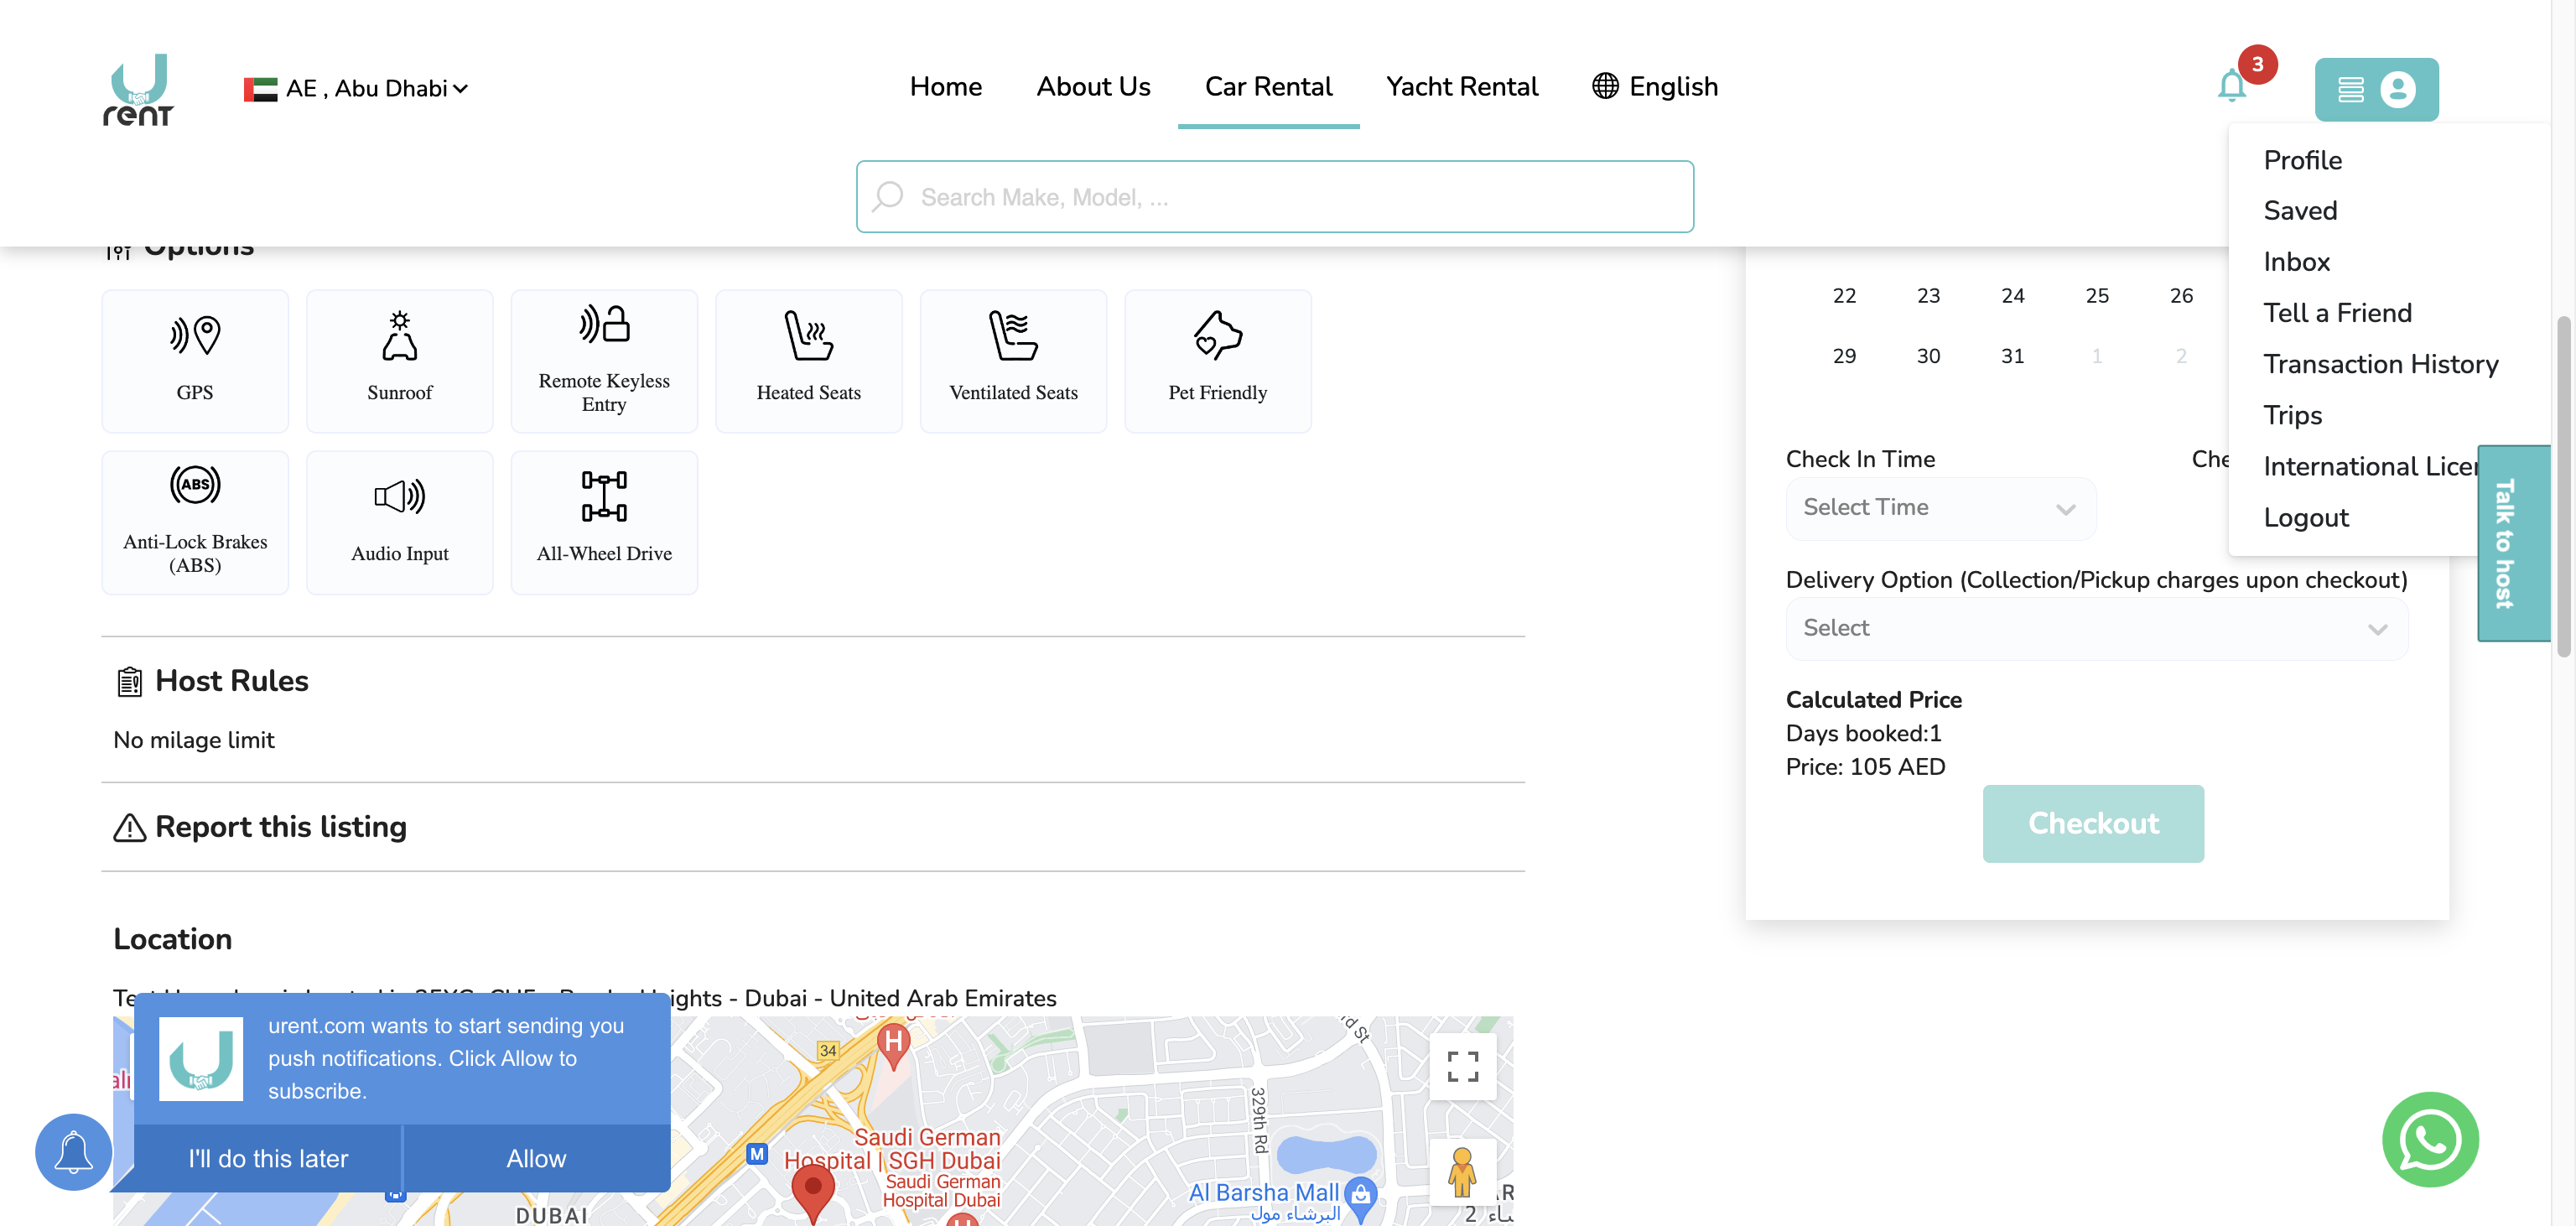 urent
AE , Abu Dhabi
Home
About Us
Car Rental
Yacht Rental
English
3
Search Make, Model, ...
Profile
Saved
Inbox
Tell a Friend
Transaction History
Trips
International Licen
Logout
Talk to host
Options
GPS
Sunroof
Remote Keyless
Entry
Heated Seats
Ventilated Seats
Pet Friendly
ABS
Anti-Lock Brakes
(ABS)
Audio Input
All-Wheel Drive
22 23 24 25 26
29 30 31 1 2
Check In Time
Che
Select Time
Delivery Option (Collection/Pickup charges upon checkout)
Select
Calculated Price
Days booked:1
Price: 105 AED
Checkout
Host Rules
No milage limit
Report this listing
Location
ights - Dubai - United Arab Emirates
urent.com wants to start sending you
push notifications. Click Allow to
subscribe.
I'll do this later
Allow
34
H
M
Saudi German
Hospital | SGH Dubai
Saudi German
Hospital Dubai
H
329th Rd
rd St
Al Barsha Mall
البرشاء مول
DUBAI
AR
2